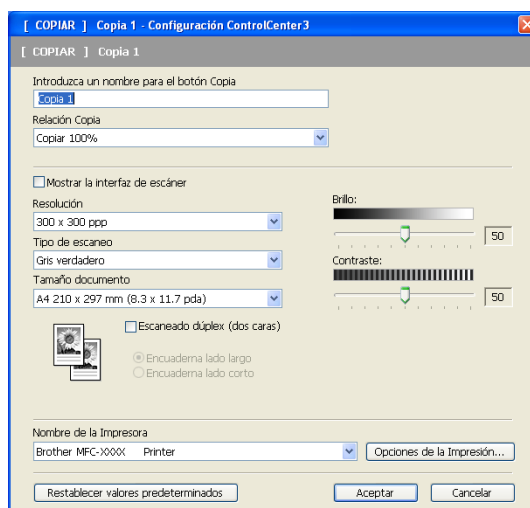 [ COPIAR ] Copia 1 - Configuración ControlCenter3
[ COPIAR ] Copia 1
Introduzca un nombre para el botón Copia
Copia 1
Relación Copia
Copiar 100%
Mostrar la interfaz de escáner
Resolución
300 x 300 ppp
Tipo de escaneo
Gris verdadero
Tamaño documento
A4 210 x 297 mm (8.3 x 11.7 pda)
Brillo:
50
Contraste:
50
Escaneado dúplex (dos caras)
Encuaderna lado largo
Encuaderna lado corto
Nombre de la Impresora
Brother MFC-XXXX Printer
Opciones de la Impresión...
Restablecer valores predeterminados
Aceptar
Cancelar